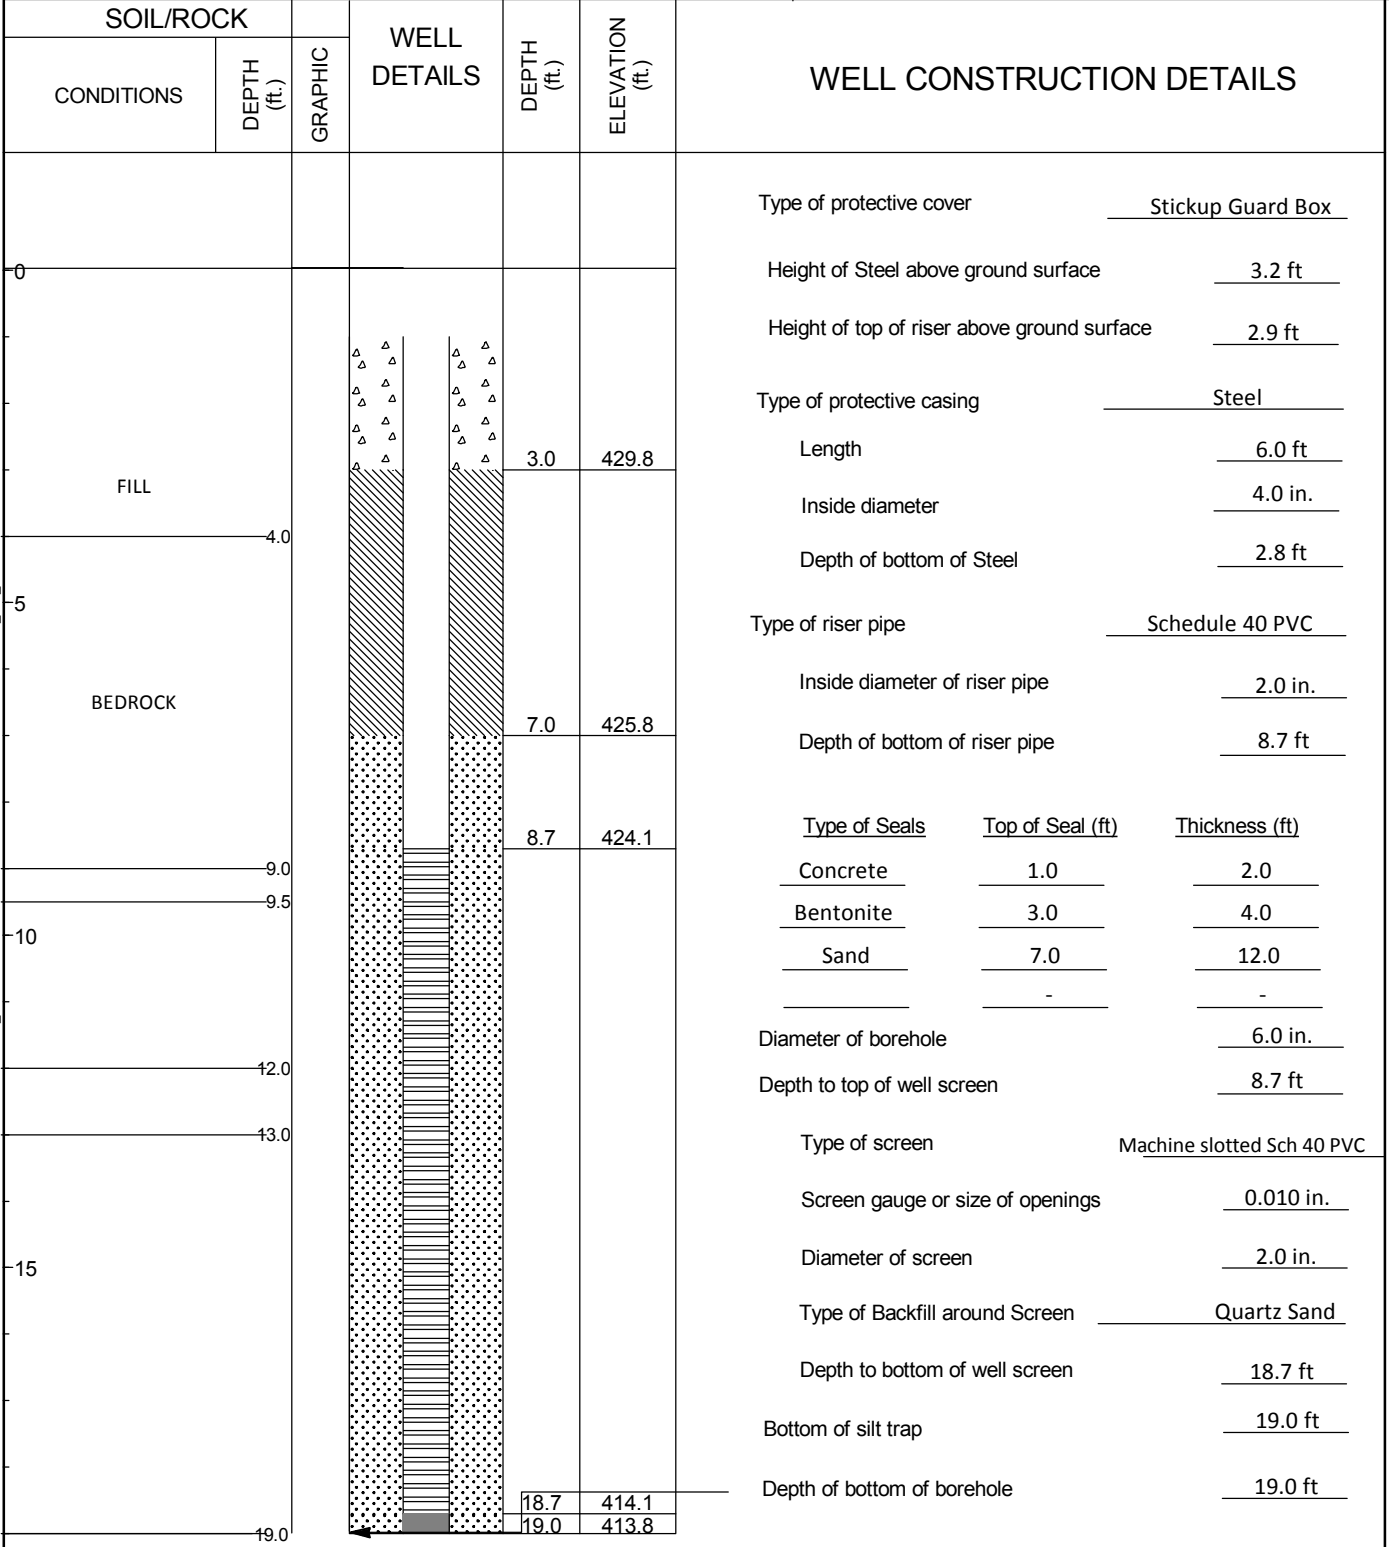 SOIL/ROCK
CONDITIONS
DEPTH
(ft.)
GRAPHIC
WELL
DETAILS
DEPTH
(ft.)
ELEVATION
(ft.)
WELL CONSTRUCTION DETAILS
0
FILL
4.0
5
BEDROCK
9.0
9.5
10
12.0
13.0
15
19.0
3.0 429.8
7.0 425.8
8.7 424.1
18.7 414.1
19.0 413.8
Type of protective cover Stickup Guard Box
Height of Steel above ground surface 3.2 ft
Height of top of riser above ground surface 2.9 ft
Type of protective casing Steel
Length 6.0 ft
Inside diameter 4.0 in.
Depth of bottom of Steel 2.8 ft
Type of riser pipe Schedule 40 PVC
Inside diameter of riser pipe 2.0 in.
Depth of bottom of riser pipe 8.7 ft
Type of Seals Top of Seal (ft) Thickness (ft)
Concrete 1.0 2.0
Bentonite 3.0 4.0
Sand 7.0 12.0
- -
Diameter of borehole 6.0 in.
Depth to top of well screen 8.7 ft
Type of screen Machine slotted Sch 40 PVC
Screen gauge or size of openings 0.010 in.
Diameter of screen 2.0 in.
Type of Backfill around Screen Quartz Sand
Depth to bottom of well screen 18.7 ft
Bottom of silt trap 19.0 ft
Depth of bottom of borehole 19.0 ft